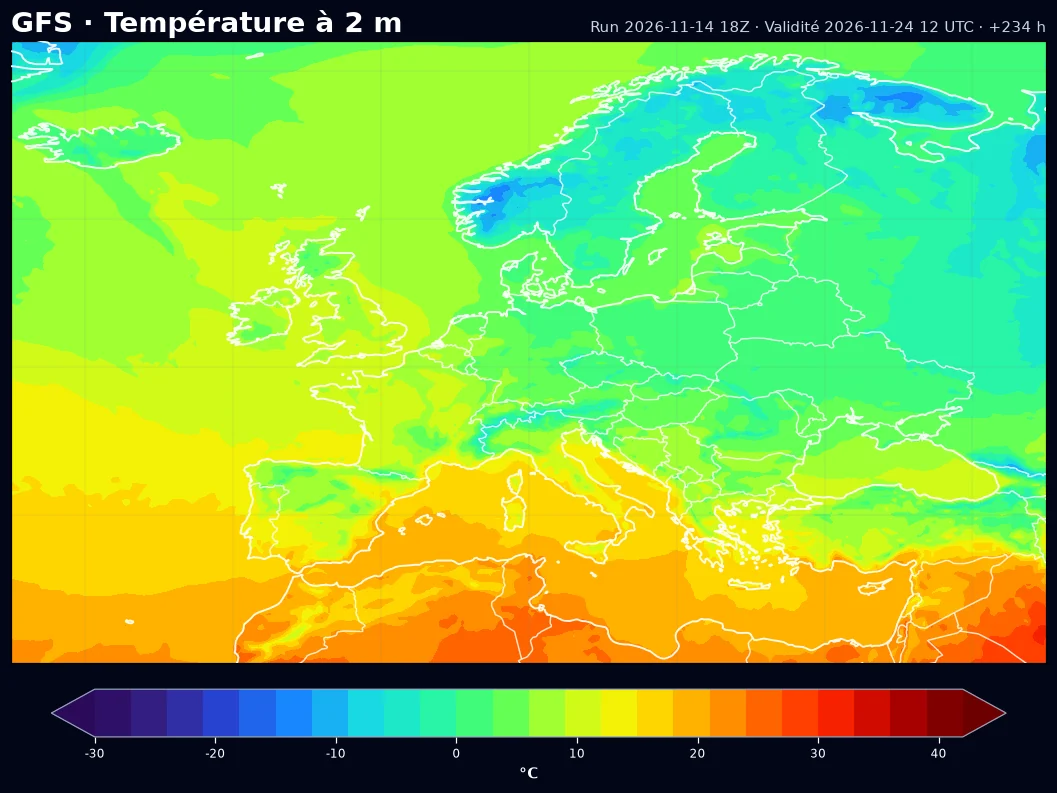 GFS · Température à 2 m
Run 2026-11-14 18Z · Validité 2026-11-24 12 UTC · +234 h
-30 -20 -10 0 10 20 30 40
°C